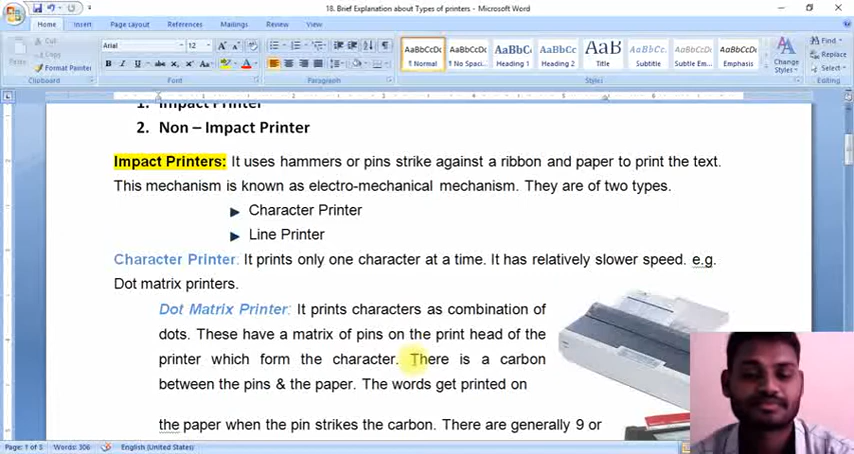 18. Brief Explanation about Types of printers - Microsoft Word
Home Insert Page Layout References Mailings Review Training
Cut
Copy
Paste
Format Painter
Clipboard
Arial 12
Font
Paragraph
AaBbCcDc AaBbCcDc AaBbC AaBbCc AaB AaBbCc. AaBbCcDc AaBbCcDc
¶ Normal ¶ No Spaci... Heading 1 Heading 2 Title Subtitle Subtle Em... Emphasis
Change
Styles
Styles
Find
Replace
Select
Editing
1. Impact Printer
2. Non – Impact Printer
Impact Printers: It uses hammers or pins strike against a ribbon and paper to print the text.
This mechanism is known as electro-mechanical mechanism. They are of two types.
Character Printer
Line Printer
Character Printer: It prints only one character at a time. It has relatively slower speed. e.g.
Dot matrix printers.
Dot Matrix Printer: It prints characters as combination of
dots. These have a matrix of pins on the print head of the
printer which form the character. There is a carbon
between the pins & the paper. The words get printed on
the paper when the pin strikes the carbon. There are generally 9 or
Words: 306 English (United States)